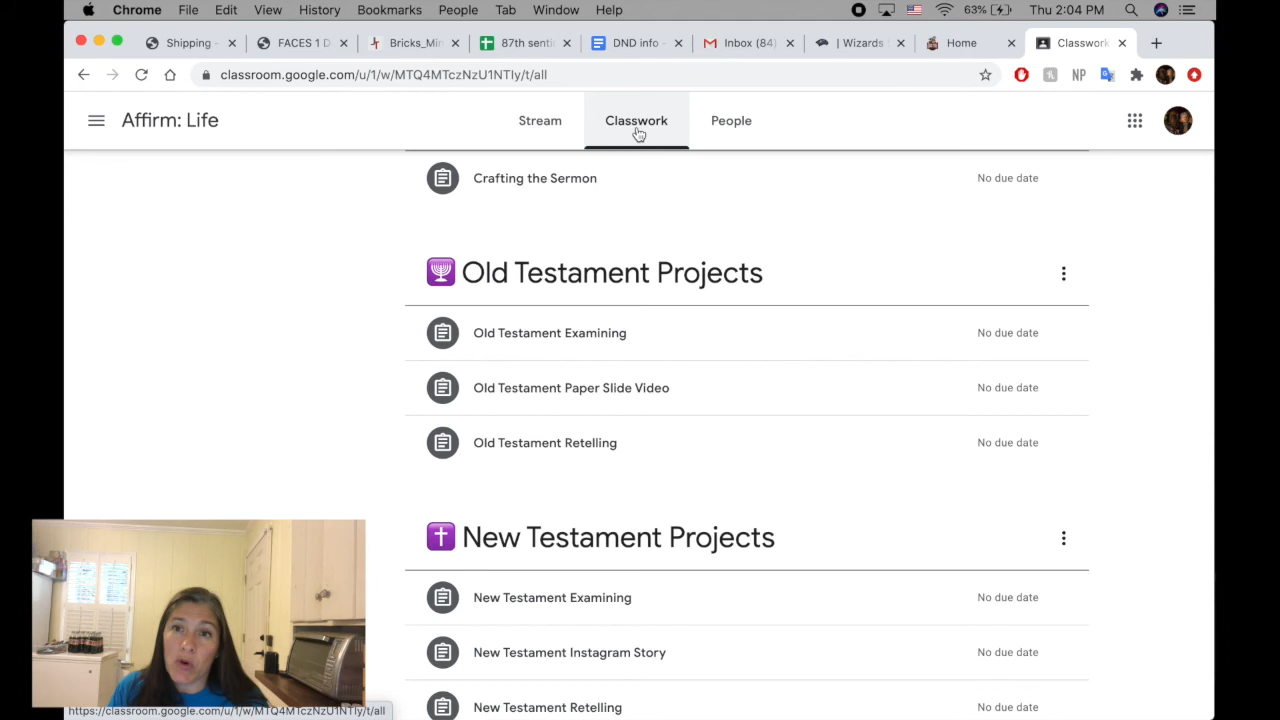 Chrome File Edit View History Bookmarks People Tab Window Help 63% Thu 2:04 PM
Shipping - FACES 1 D Bricks_Min 87th senti DND info - Inbox (84) | Wizards Home Classwork
classroom.google.com/u/1/w/MTQ4MTczNzU1NTIy/t/all NP
Affirm: Life Stream Classwork People
Crafting the Sermon No due date
Old Testament Projects
Old Testament Examining No due date
Old Testament Paper Slide Video No due date
Old Testament Retelling No due date
New Testament Projects
New Testament Examining No due date
New Testament Instagram Story No due date
New Testament Retelling No due date
https://classroom.google.com/u/1/w/MTQ4MTczNzU1NTIy/t/all